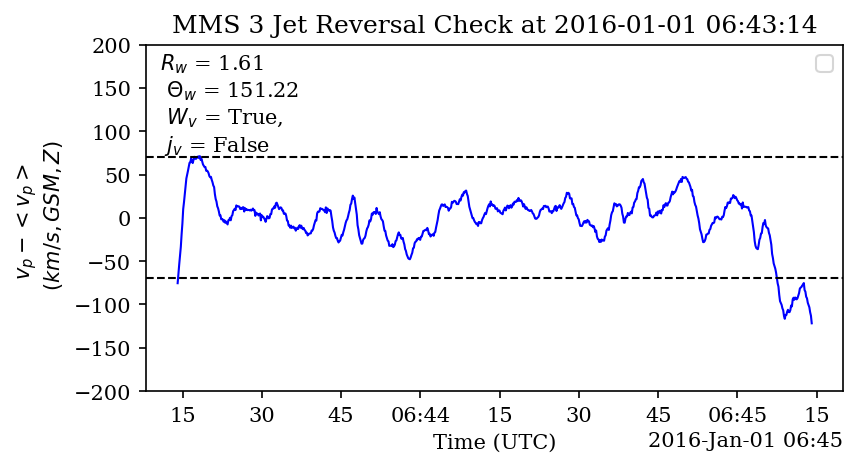 MMS 3 Jet Reversal Check at 2016-01-01 06:43:14
R_w = 1.61
Θ_w = 151.22
W_v = True,
j_v = False
v_p − < v_p >
(km/s, GSM, Z)
200
150
100
50
0
−50
−100
−150
−200
15 30 45 06:44 15 30 45 06:45 15
Time (UTC)
2016-Jan-01 06:45